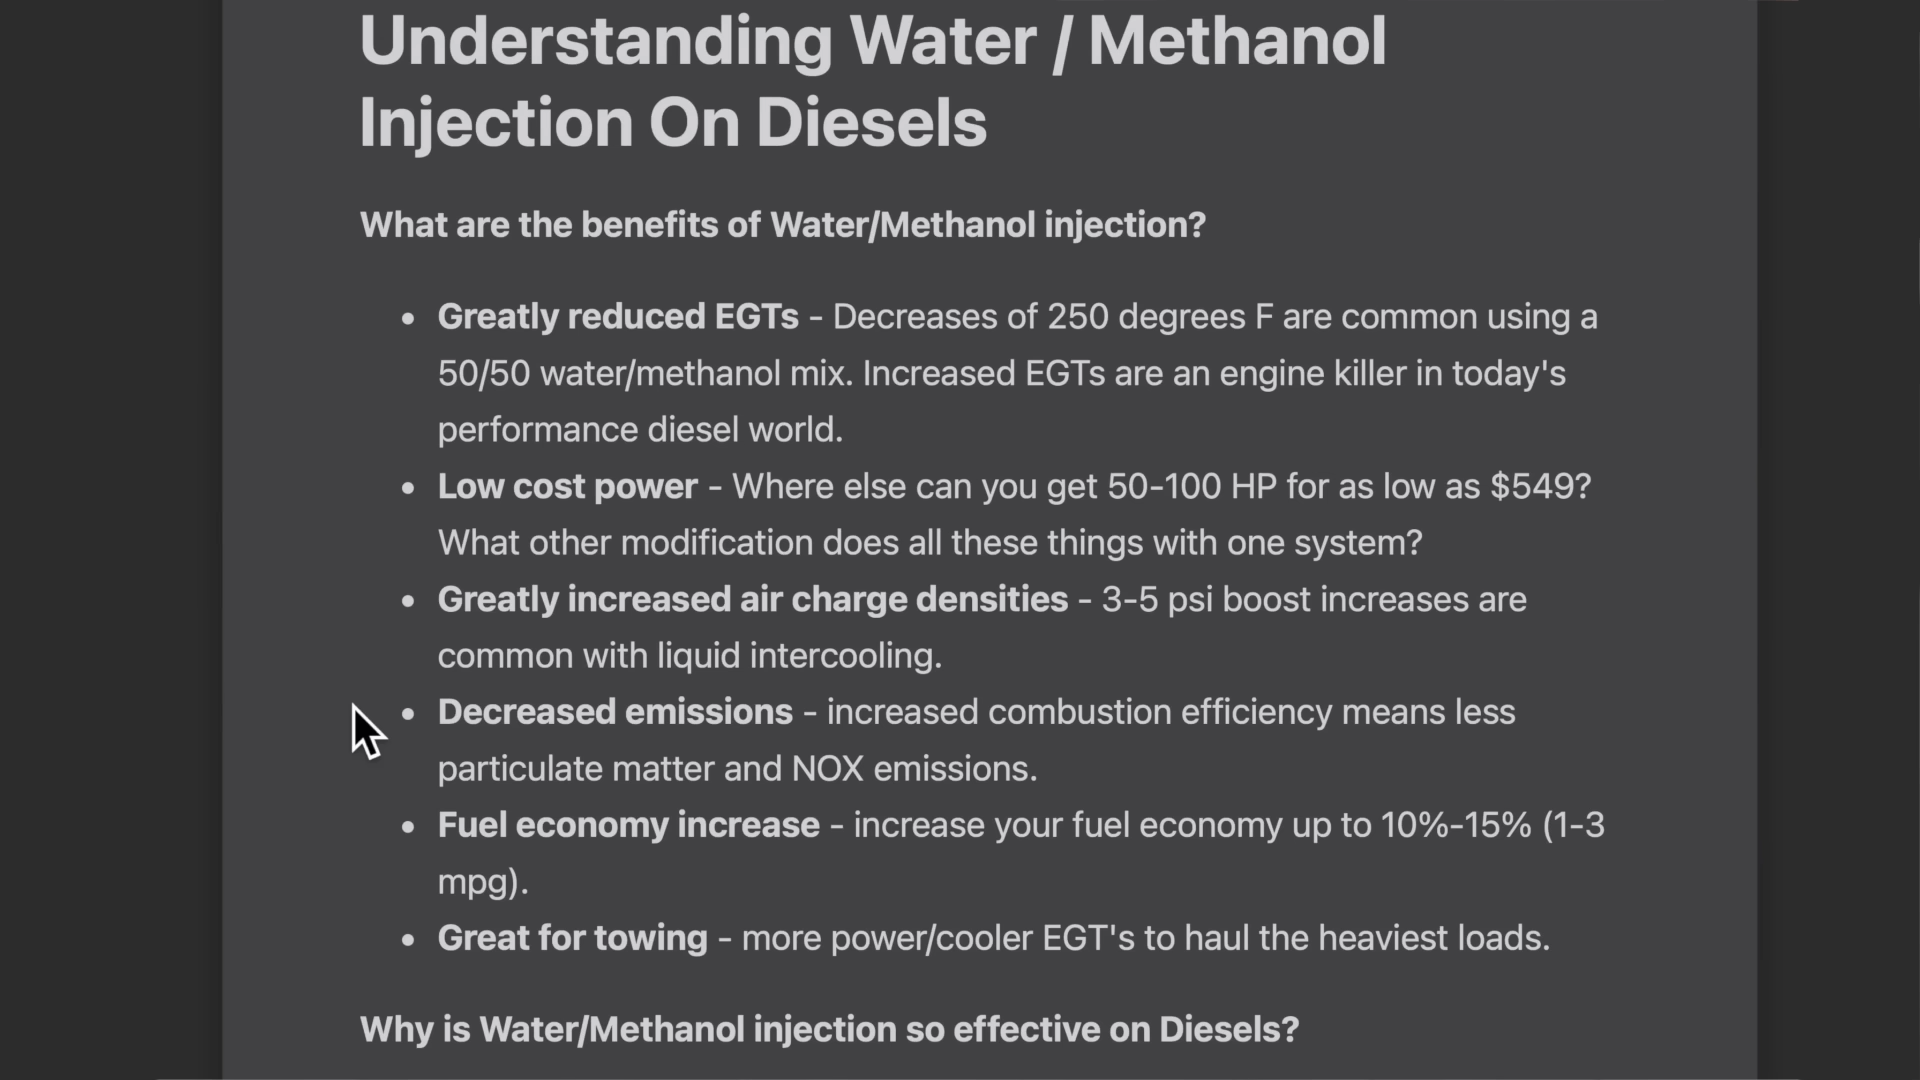 Understanding Water / Methanol
Injection On Diesels
What are the benefits of Water/Methanol injection?
• Greatly reduced EGTs - Decreases of 250 degrees F are common using a
50/50 water/methanol mix. Increased EGTs are an engine killer in today's
performance diesel world.
• Low cost power - Where else can you get 50-100 HP for as low as $549?
What other modification does all these things with one system?
• Greatly increased air charge densities - 3-5 psi boost increases are
common with liquid intercooling.
• Decreased emissions - increased combustion efficiency means less
particulate matter and NOX emissions.
• Fuel economy increase - increase your fuel economy up to 10%-15% (1-3
mpg).
• Great for towing - more power/cooler EGT's to haul the heaviest loads.
Why is Water/Methanol injection so effective on Diesels?